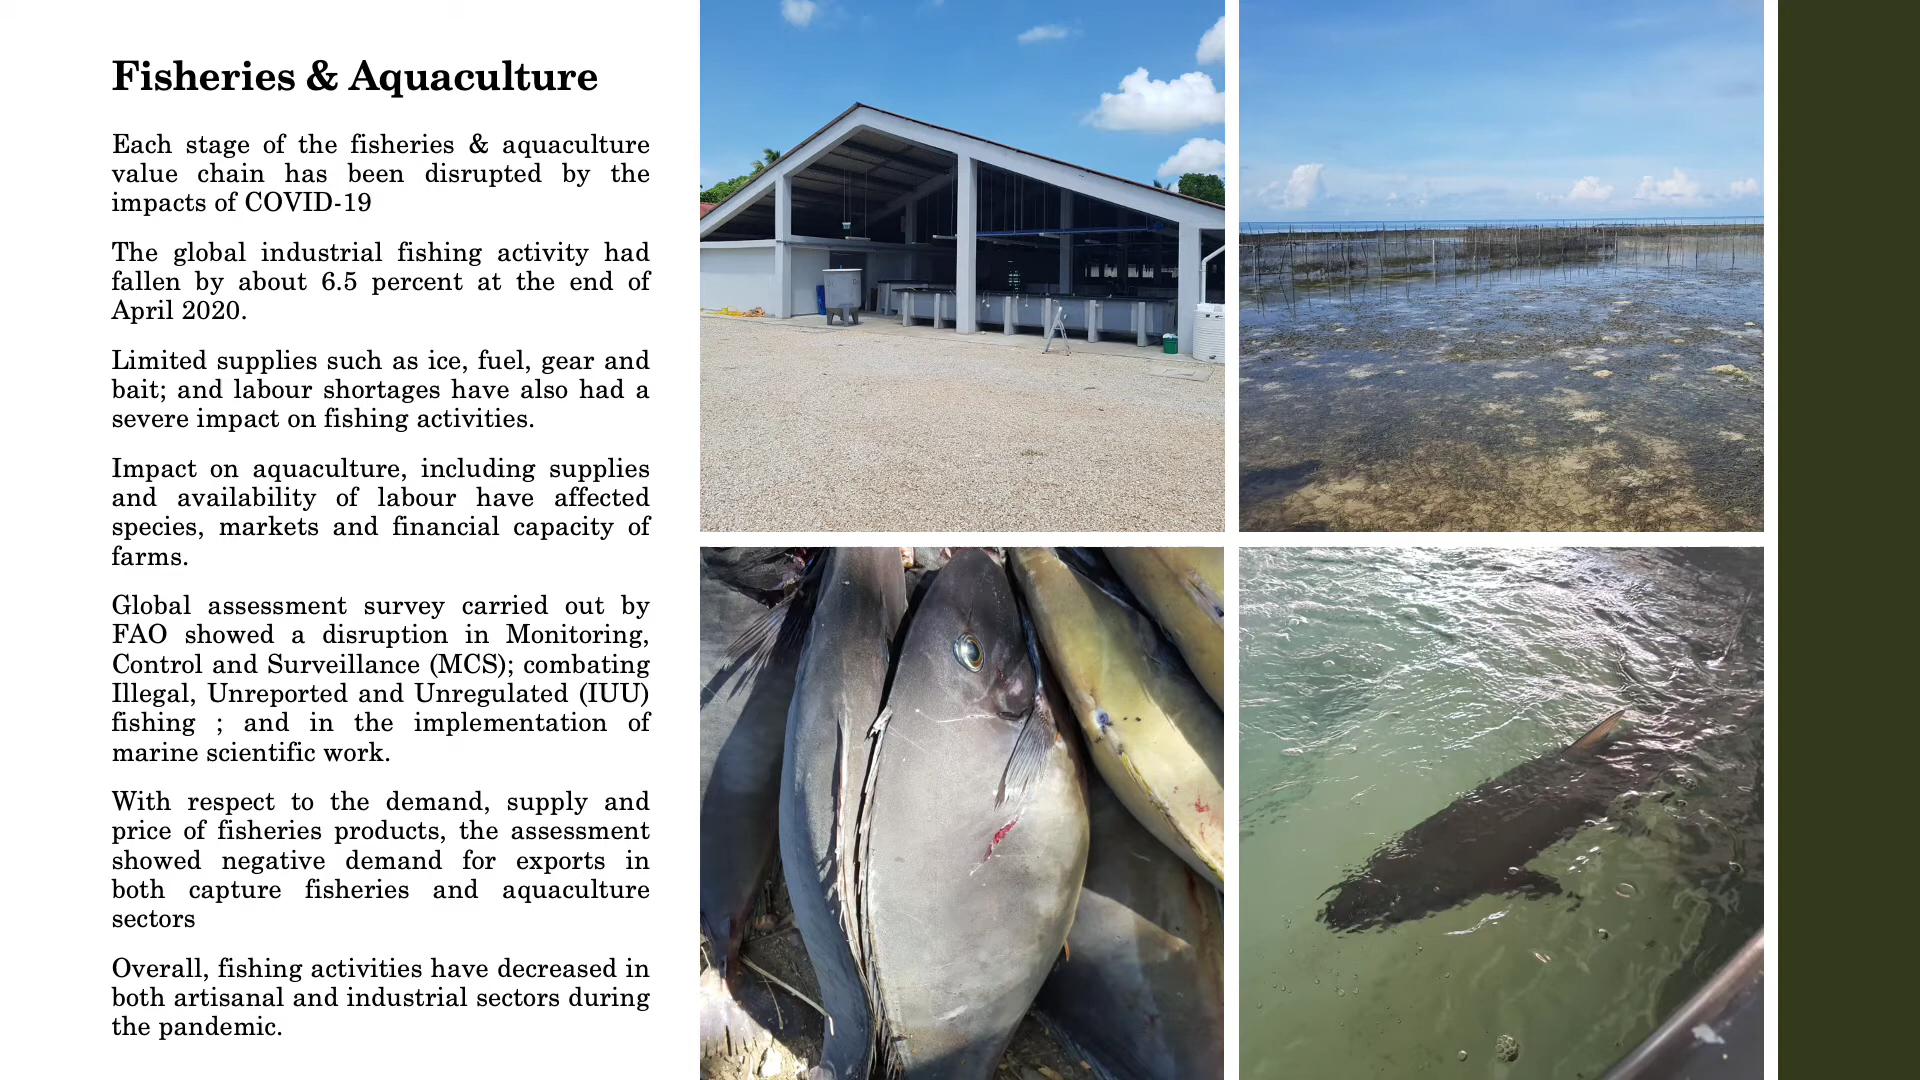 Fisheries & Aquaculture
Each stage of the fisheries & aquaculture
value chain has been disrupted by the
impacts of COVID-19
The global industrial fishing activity had
fallen by about 6.5 percent at the end of
April 2020.
Limited supplies such as ice, fuel, gear and
bait; and labour shortages have also had a
severe impact on fishing activities.
Impact on aquaculture, including supplies
and availability of labour have affected
species, markets and financial capacity of
farms.
Global assessment survey carried out by
FAO showed a disruption in Monitoring,
Control and Surveillance (MCS); combating
Illegal, Unreported and Unregulated (IUU)
fishing ; and in the implementation of
marine scientific work.
With respect to the demand, supply and
price of fisheries products, the assessment
showed negative demand for exports in
both capture fisheries and aquaculture
sectors
Overall, fishing activities have decreased in
both artisanal and industrial sectors during
the pandemic.